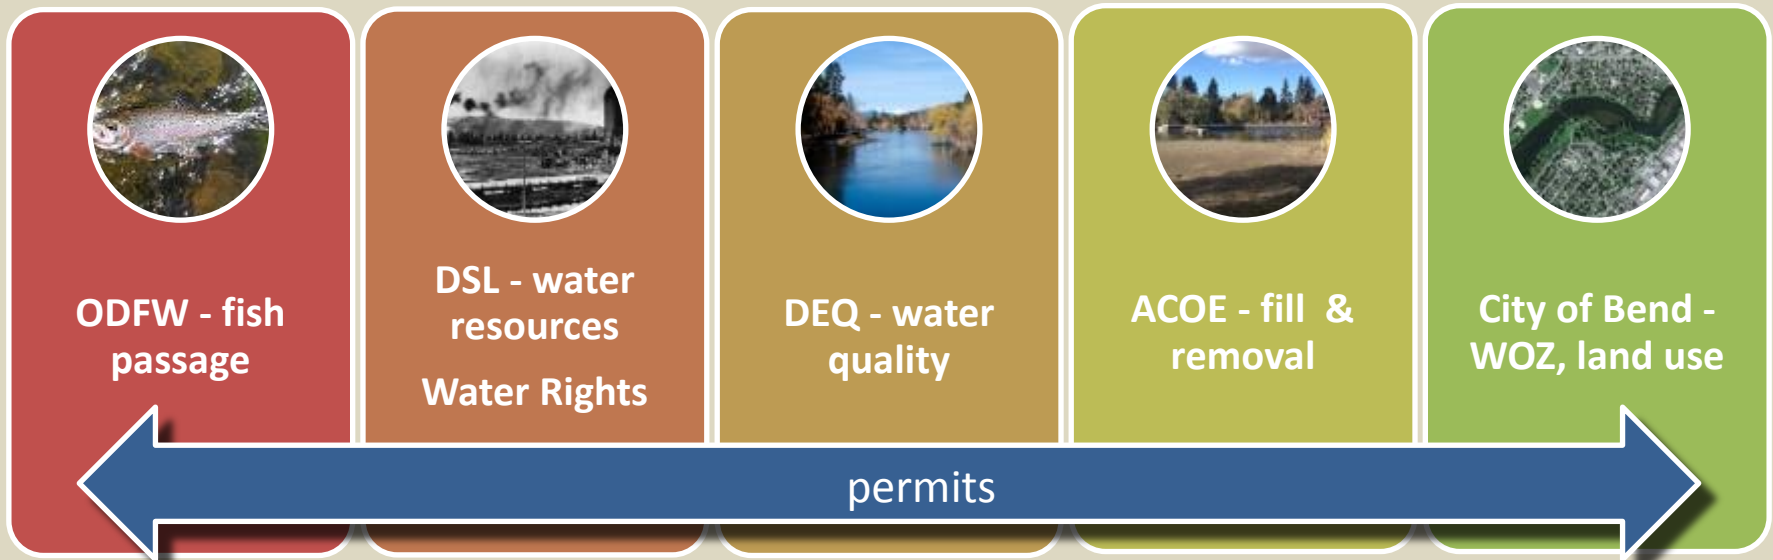 ODFW - fish
passage
DSL - water
resources
Water Rights
DEQ - water
quality
ACOE - fill & 
removal
City of Bend -
WOZ, land use
permits